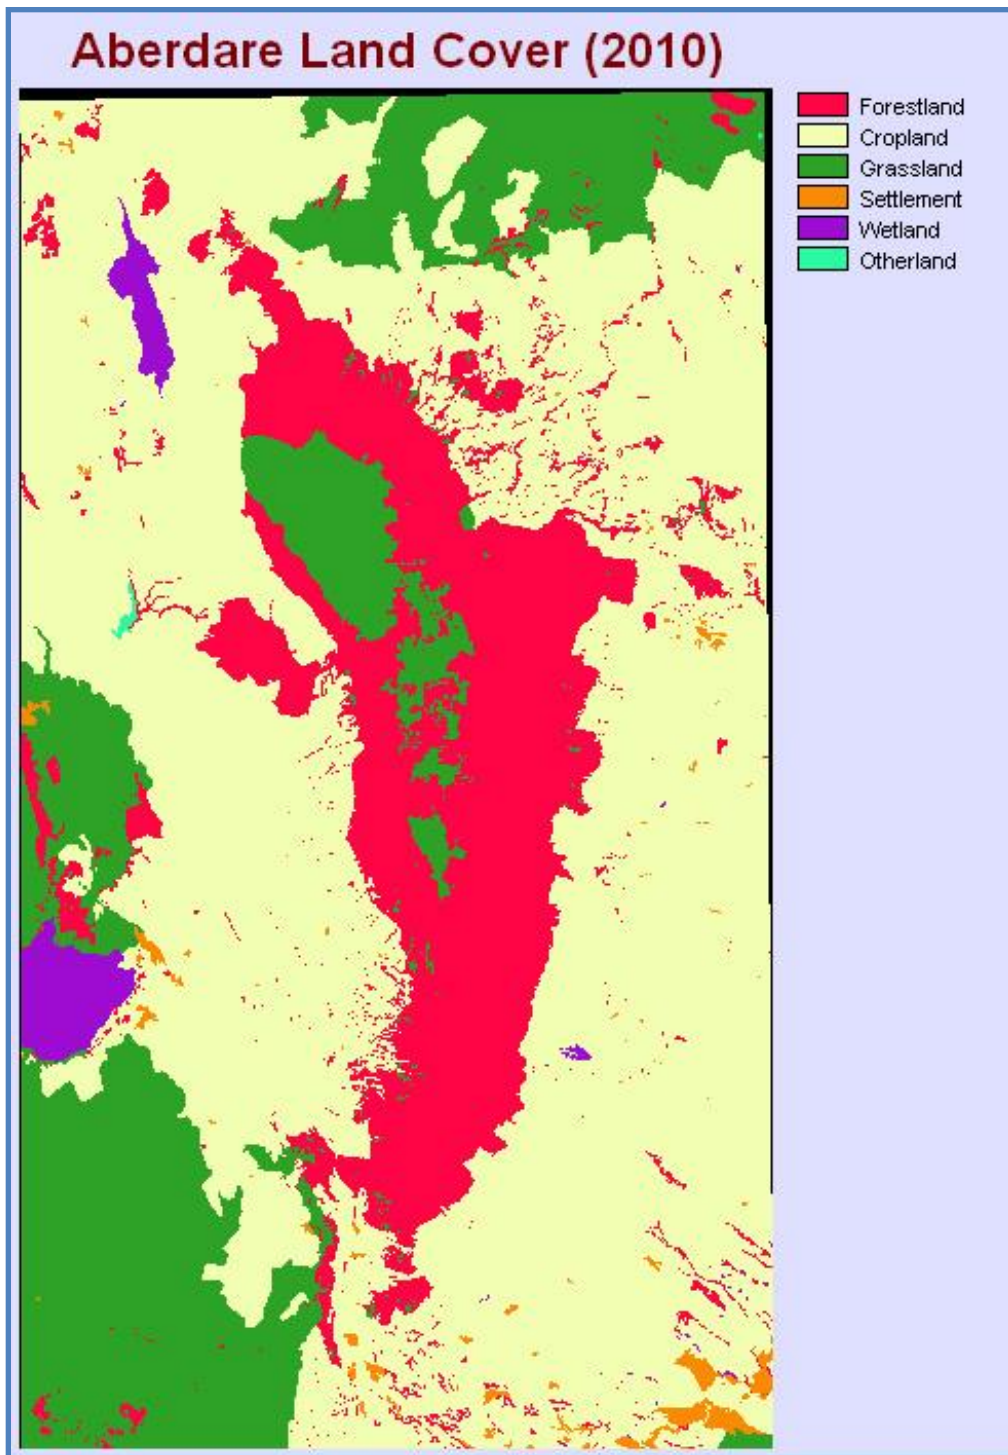 Aberdare Land Cover (2010)
Forestland
Cropland
Grassland
Settlement
Wetland
Otherland